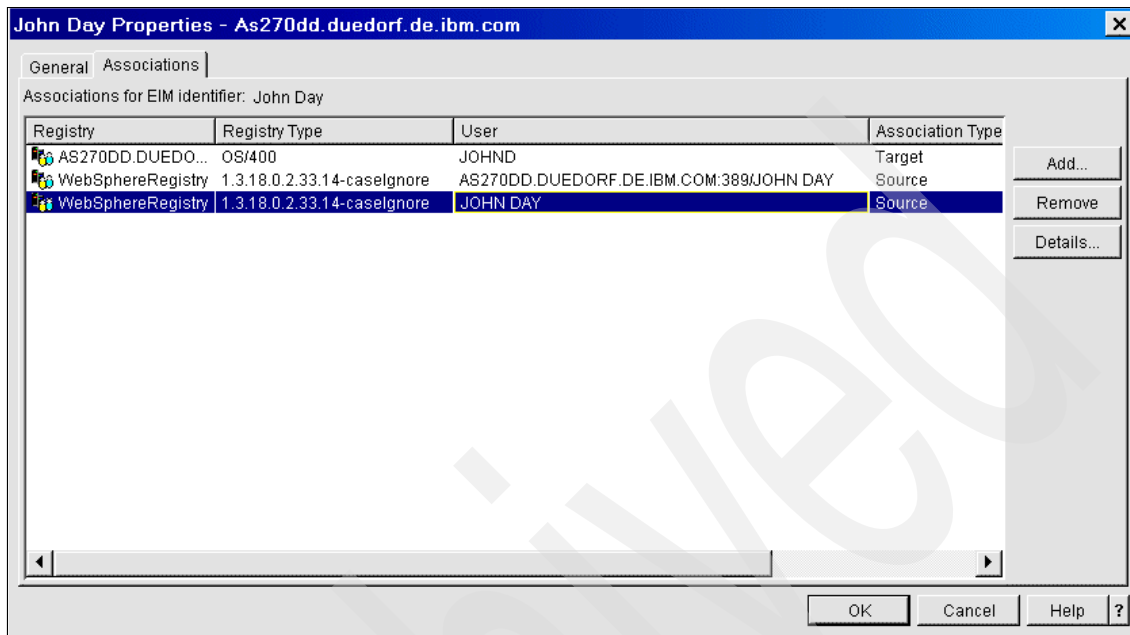 John Day Properties - As270dd.duedorf.de.ibm.com
General Associations
Associations for EIM identifier: John Day
Registry Registry Type User Association Type
AS270DD.DUEDO... OS/400 JOHND Target
WebSphereRegistry 1.3.18.0.2.33.14-caseIgnore AS270DD.DUEDORF.DE.IBM.COM:389/JOHN DAY Source
WebSphereRegistry 1.3.18.0.2.33.14-caseIgnore JOHN DAY Source
Add...
Remove
Details...
OK Cancel Help ?